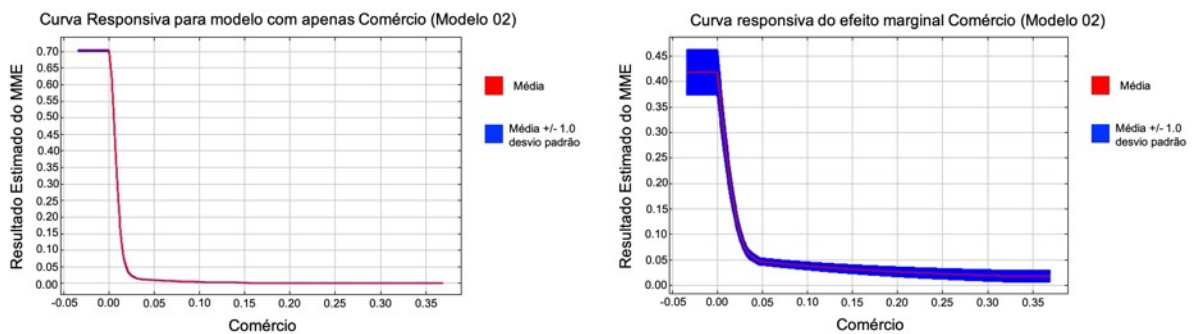 Curva Responsiva para modelo com apenas Comércio (Modelo 02)
Resultado Estimado do MME
0.70
0.65
0.60
0.55
0.50
0.45
0.40
0.35
0.30
0.25
0.20
0.15
0.10
0.05
0.00
-0.05 0.00 0.05 0.10 0.15 0.20 0.25 0.30 0.35
Comércio
Média
Média +/- 1.0
desvio padrão
Curva responsiva do efeito marginal Comércio (Modelo 02)
Resultado Estimado do MME
0.45
0.40
0.35
0.30
0.25
0.20
0.15
0.10
0.05
0.00
-0.05 0.00 0.05 0.10 0.15 0.20 0.25 0.30 0.35
Comércio
Média
Média +/- 1.0
desvio padrão